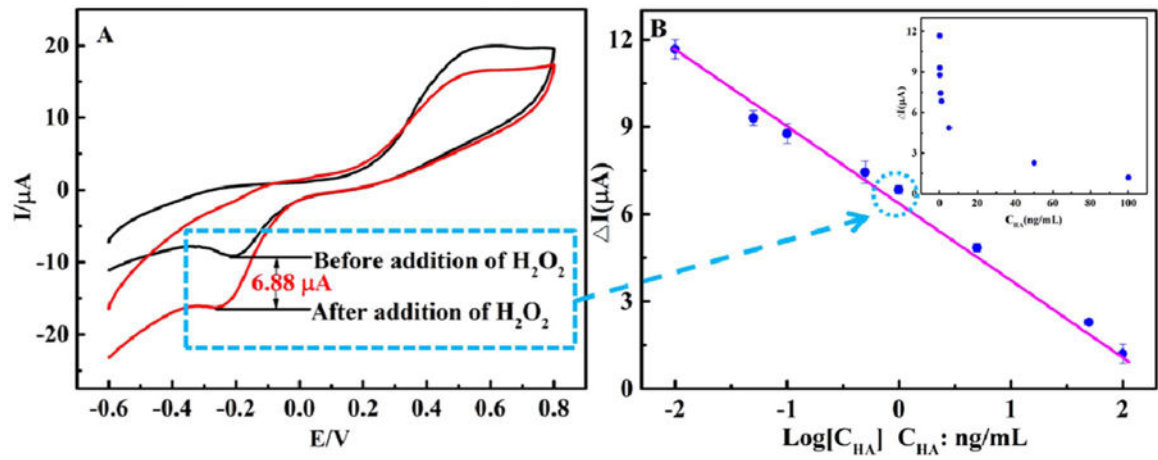 A
I/μA
20
10
0
-10
-20
Before addition of H₂O₂
6.88 μA
After addition of H₂O₂
-0.6 -0.4 -0.2 0.0 0.2 0.4 0.6 0.8
E/V
B
△I(μA)
12
9
6
3
0
-2 -1 0 1 2
Log[C_HA] C_HA: ng/mL
△I(μA)
12
9
6
3
0
0 20 40 60 80 100
C_HA(ng/mL)